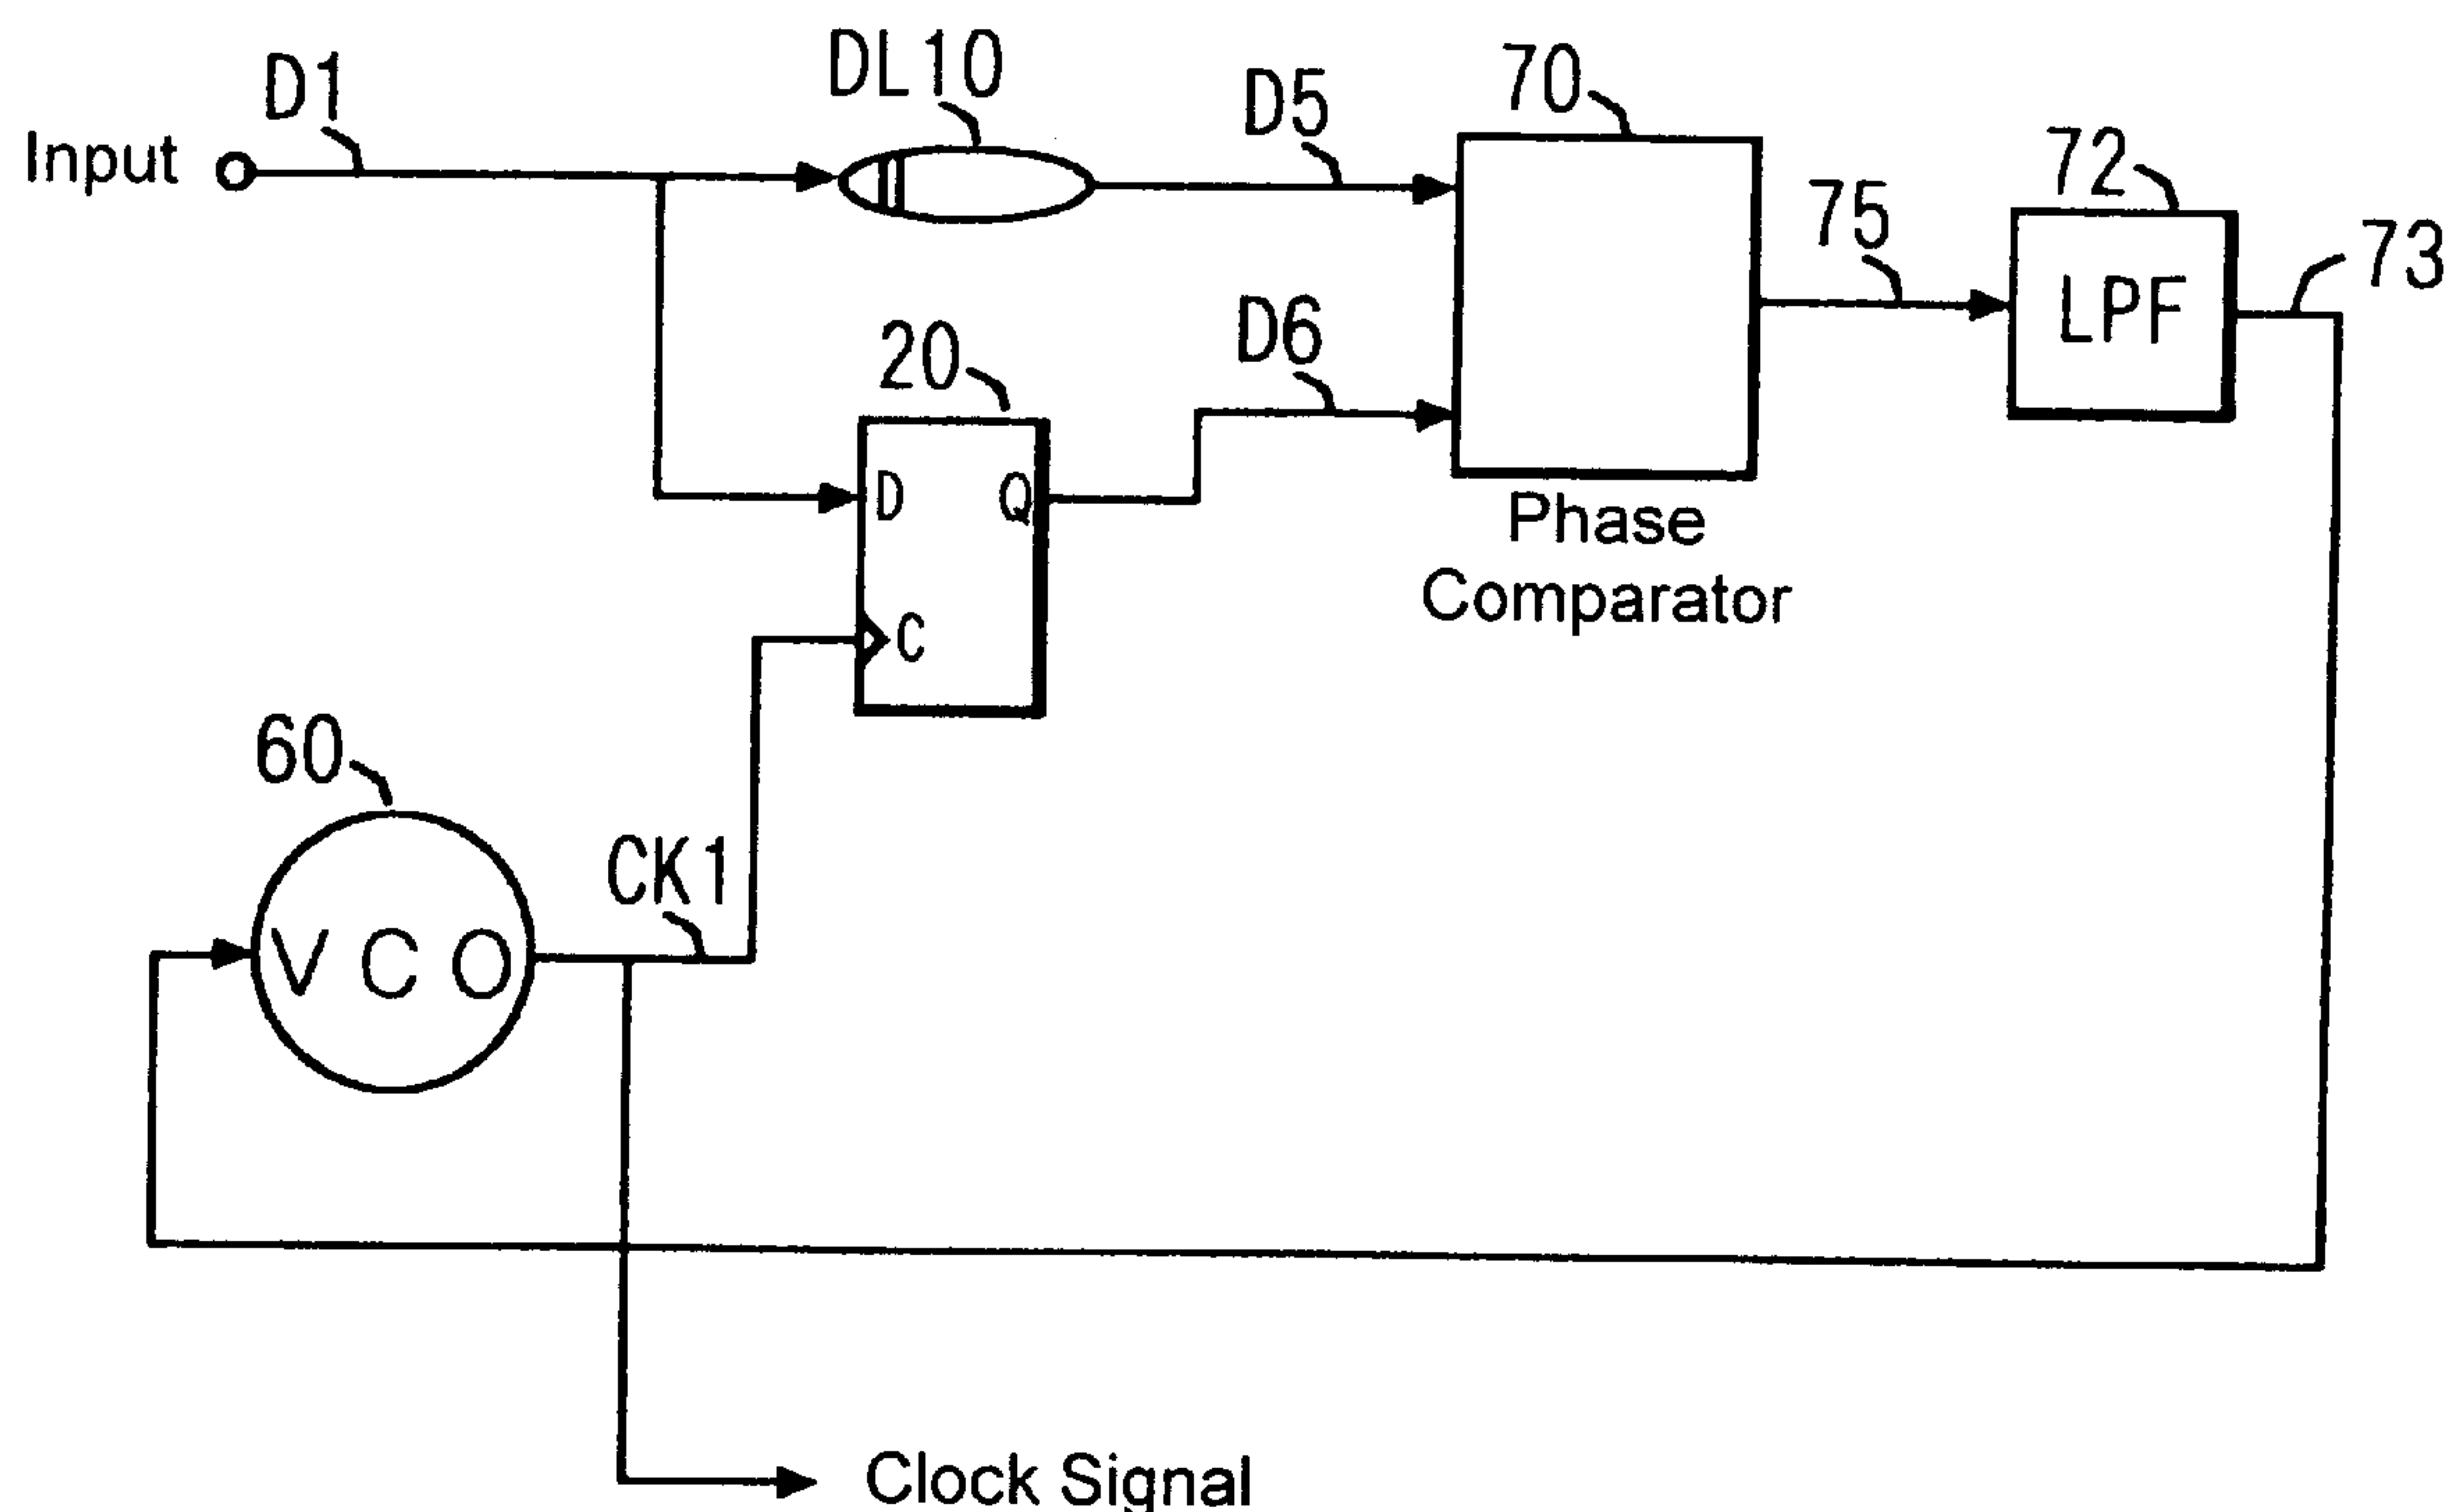 D1
DL10
D5
70
Input
72
75
73
LPF
20
D6
D
Q
Phase
Comparator
C
60
CK1
VCO
Clock Signal